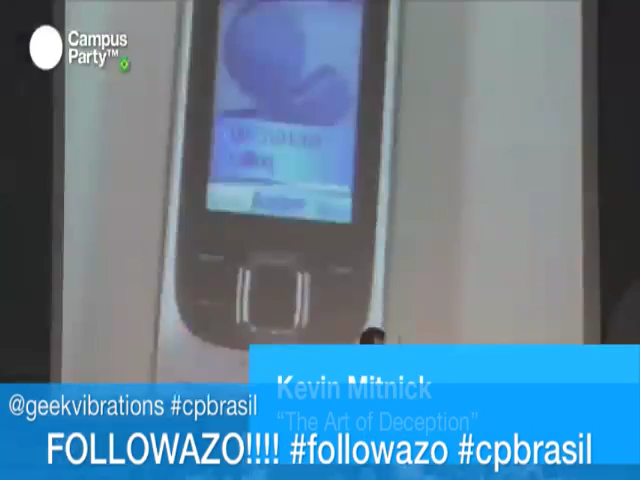 Campus
Party™
Kevin Mitnick
“The Art of Deception”
@geekvibrations #cpbrasil
FOLLOWAZO!!!! #followazo #cpbrasil